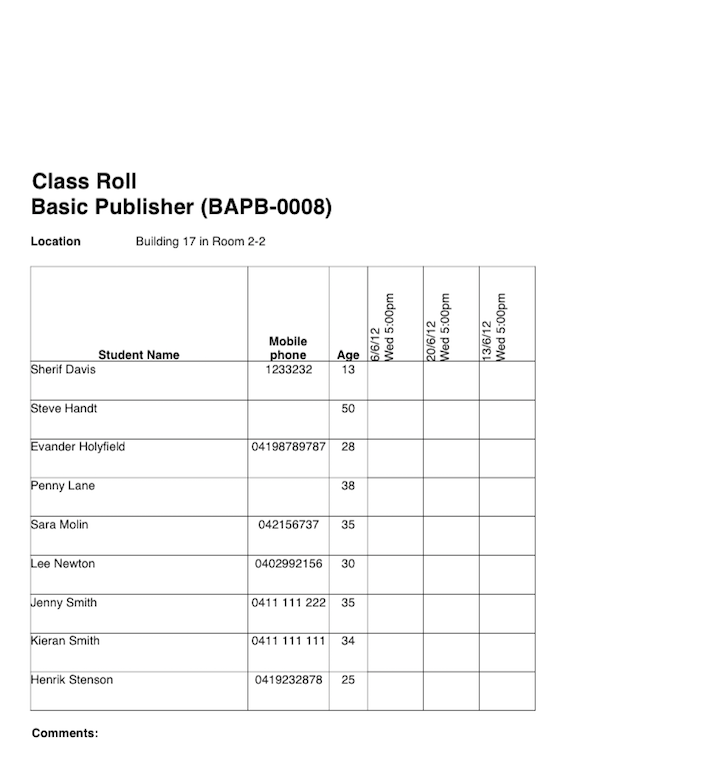 Class Roll
Basic Publisher (BAPB-0008)
Location Building 17 in Room 2-2
Student Name Mobile phone Age 6/6/12 Wed 5:00pm 20/6/12 Wed 5:00pm 13/6/12 Wed 5:00pm
Sherif Davis 1233232 13
Steve Handt 50
Evander Holyfield 04198789787 28
Penny Lane 38
Sara Molin 042156737 35
Lee Newton 0402992156 30
Jenny Smith 0411 111 222 35
Kieran Smith 0411 111 111 34
Henrik Stenson 0419232878 25
Comments: